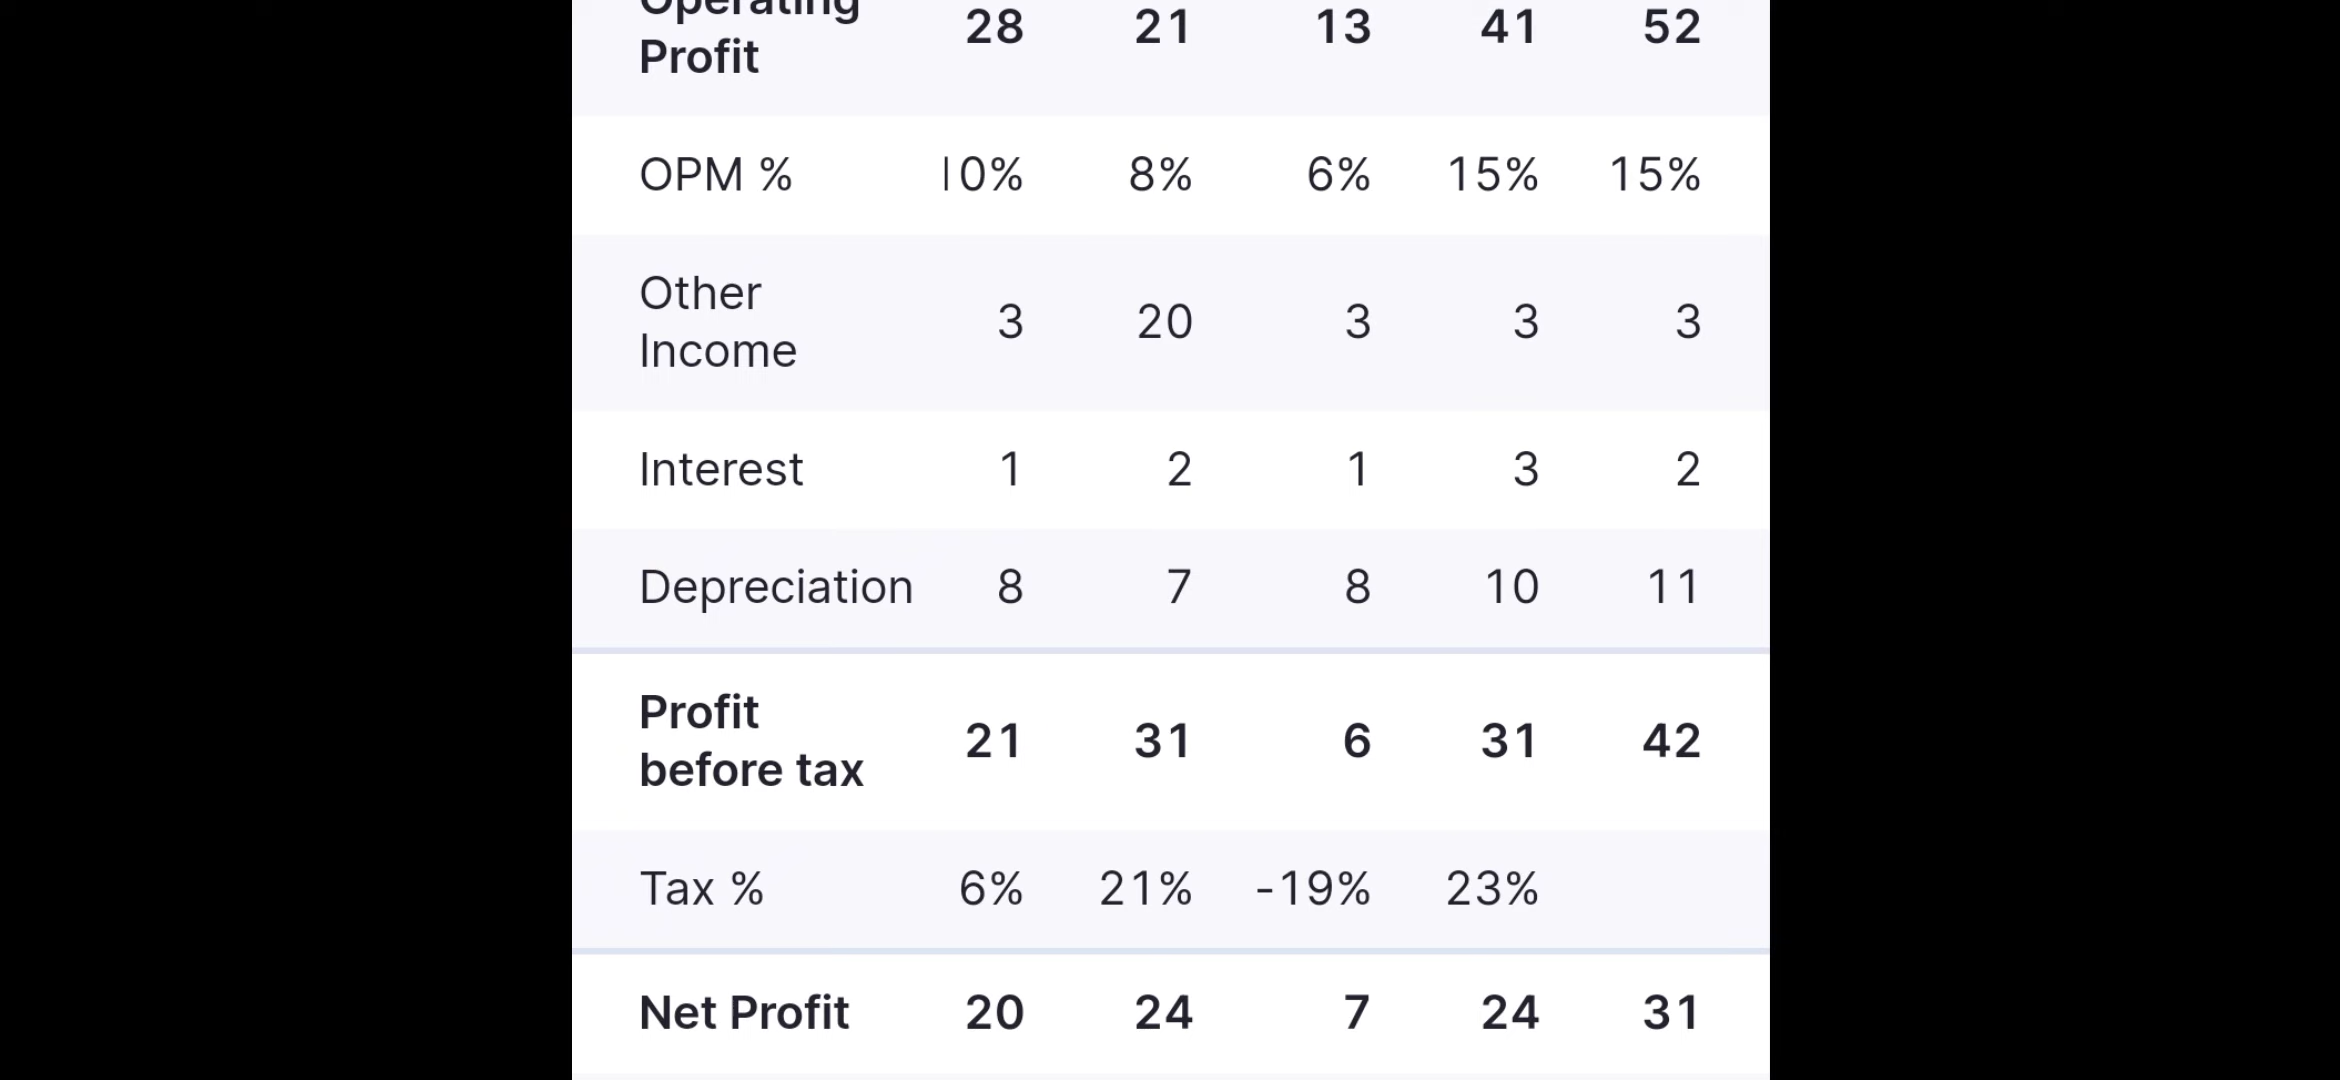 Operating
Profit 28 21 13 41 52
OPM % 10% 8% 6% 15% 15%
Other
Income 3 20 3 3 3
Interest 1 2 1 3 2
Depreciation 8 7 8 10 11
Profit
before tax 21 31 6 31 42
Tax % 6% 21% -19% 23%
Net Profit 20 24 7 24 31